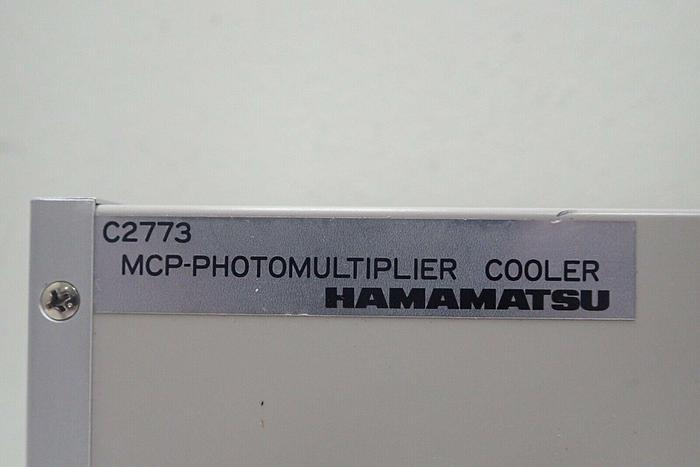 C2773
MCP-PHOTOMULTIPLIER COOLER
HAMAMATSU